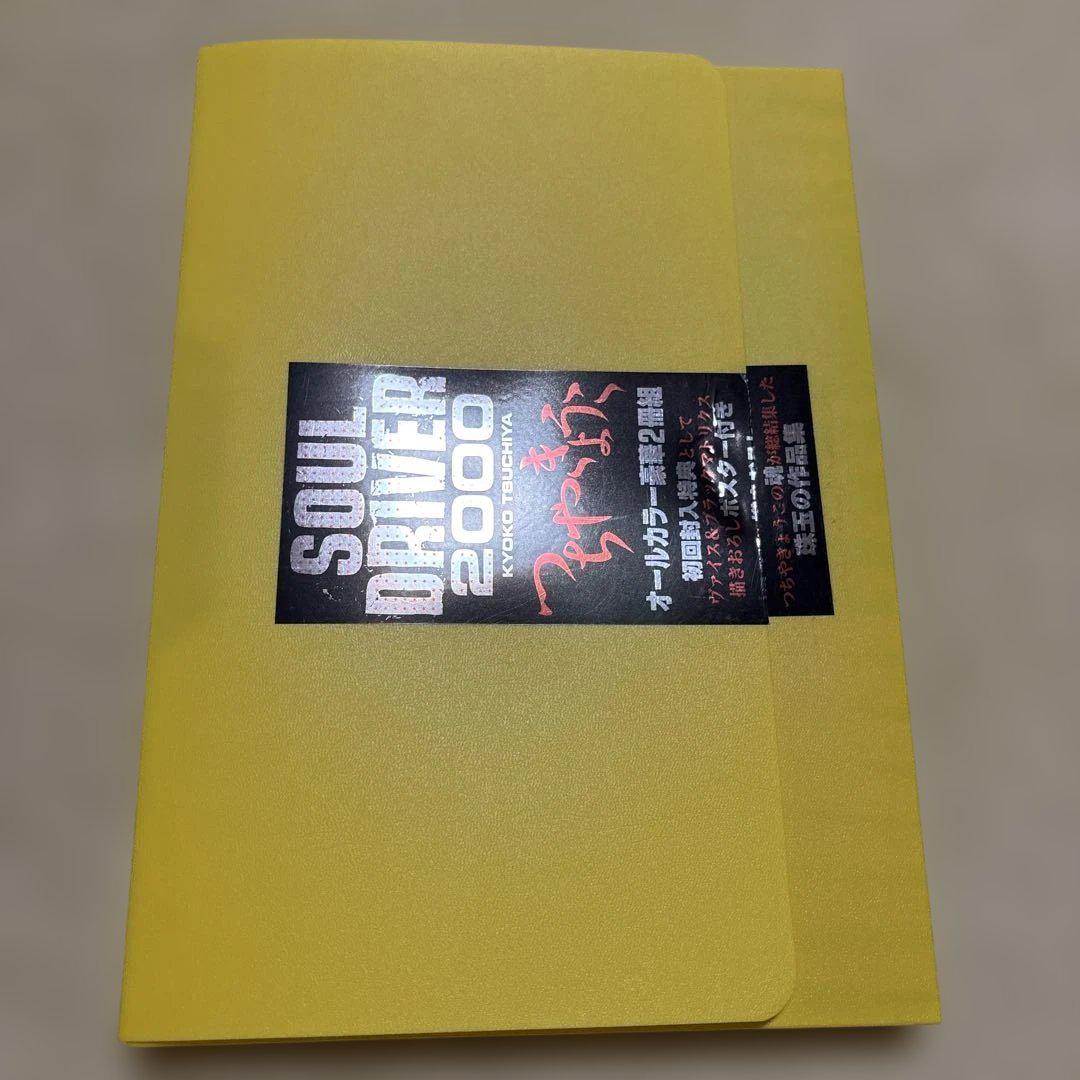 SOUL
DRIVER
2000
KYOKO TSUCHIYA
つちやきょうこ
オールカラー豪華2冊組
初回封入特典として
ヴァイス&ブラックマトリクス
描きおろしポスター付き
つちやきょうこの魂が総結集した
珠玉の作品集